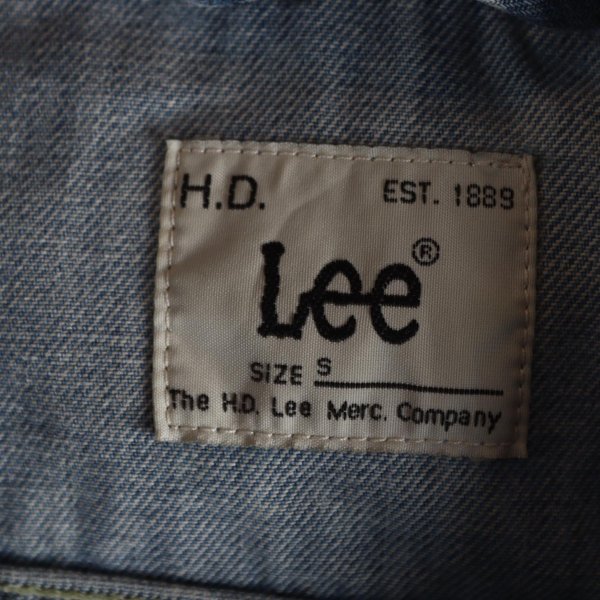 H.D. EST. 1889
Lee®
SIZE S
The H.D. Lee Merc. Company